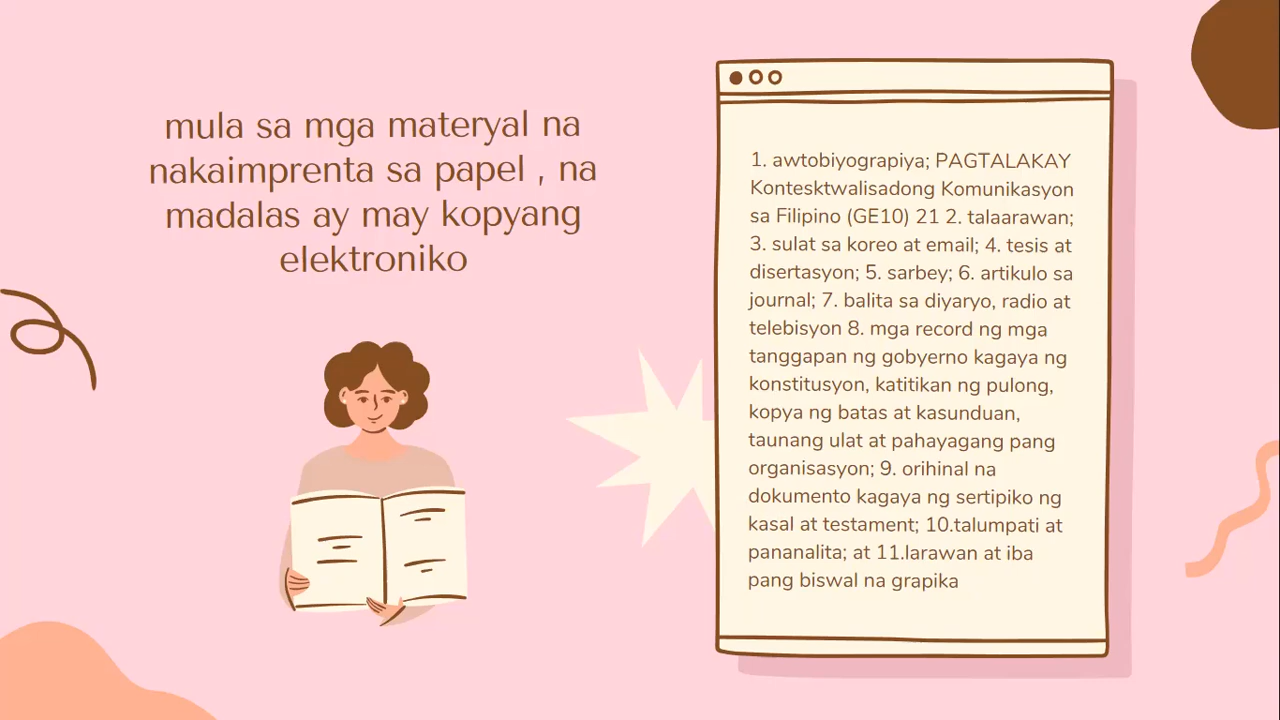 mula sa mga materyal na
nakaimprenta sa papel , na
madalas ay may kopyang
elektroniko
1. awtobiyograpiya; PAGTALAKAY
Kontesktwalisadong Komunikasyon
sa Filipino (GE10) 21 2. talaarawan;
3. sulat sa koreo at email; 4. tesis at
disertasyon; 5. sarbey; 6. artikulo sa
journal; 7. balita sa diyaryo, radio at
telebisyon 8. mga record ng mga
tanggapan ng gobyerno kagaya ng
konstitusyon, katitikan ng pulong,
kopya ng batas at kasunduan,
taunang ulat at pahayagang pang
organisasyon; 9. orihinal na
dokumento kagaya ng sertipiko ng
kasal at testament; 10.talumpati at
pananalita; at 11.larawan at iba
pang biswal na grapika